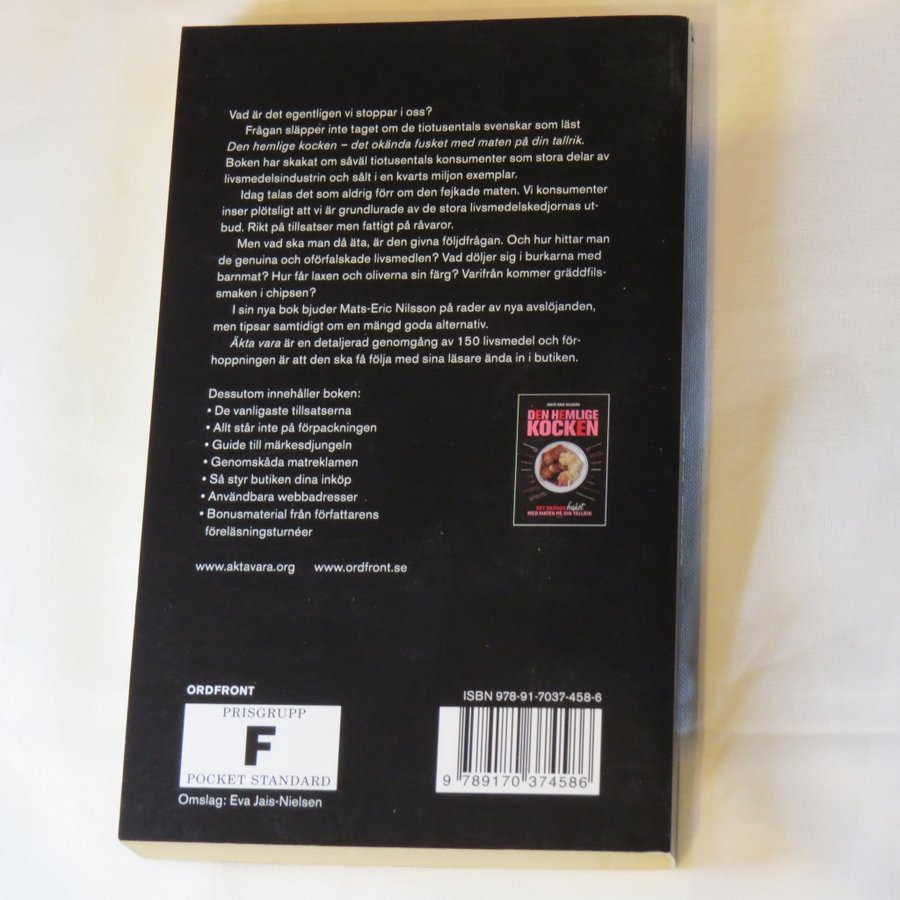 Vad är det egentligen vi stoppar i oss?
Frågan släpper inte taget om de tiotusentals svenskar som läst
Den hemlige kocken – det okända fusket med maten på din tallrik.
Boken har skakat om såväl tiotusentals konsumenter som stora delar av
livsmedelsindustrin och sålt i en kvarts miljon exemplar.
Idag talas det som aldrig förr om den fejkade maten. Vi konsumenter
inser plötsligt att vi är grundlurade av de stora livsmedelskedjornas ut-
bud. Rikt på tillsatser men fattigt på råvaror.
Men vad ska man då äta, är den givna följdfrågan. Och hur hittar man
de genuina och oförfalskade livsmedlen? Vad döljer sig i burkarna med
barnmat? Hur får laxen och oliverna sin färg? Varifrån kommer gräddfils-
smaken i chipsen?
I sin nya bok bjuder Mats-Eric Nilsson på rader av nya avslöjanden,
men tipsar samtidigt om en mängd goda alternativ.
Äkta vara är en detaljerad genomgång av 150 livsmedel och för-
hoppningen är att den ska få följa med sina läsare ända in i butiken.
Dessutom innehåller boken:
• De vanligaste tillsatserna
• Allt står inte på förpackningen
• Guide till märkesdjungeln
• Genomskåda matreklamen
• Så styr butiken dina inköp
• Användbara webbadresser
• Bonusmaterial från författarens
föreläsningsturnéer
MATS-ERIC NILSSON
DEN HEMLIGE
KOCKEN
DET OKÄNDA fusket
MED MATEN PÅ DIN TALLRIK
www.aktavara.org www.ordfront.se
ORDFRONT
PRISGRUPP
F
POCKET STANDARD
Omslag: Eva Jais-Nielsen
ISBN 978-91-7037-458-6
9 789170 374586